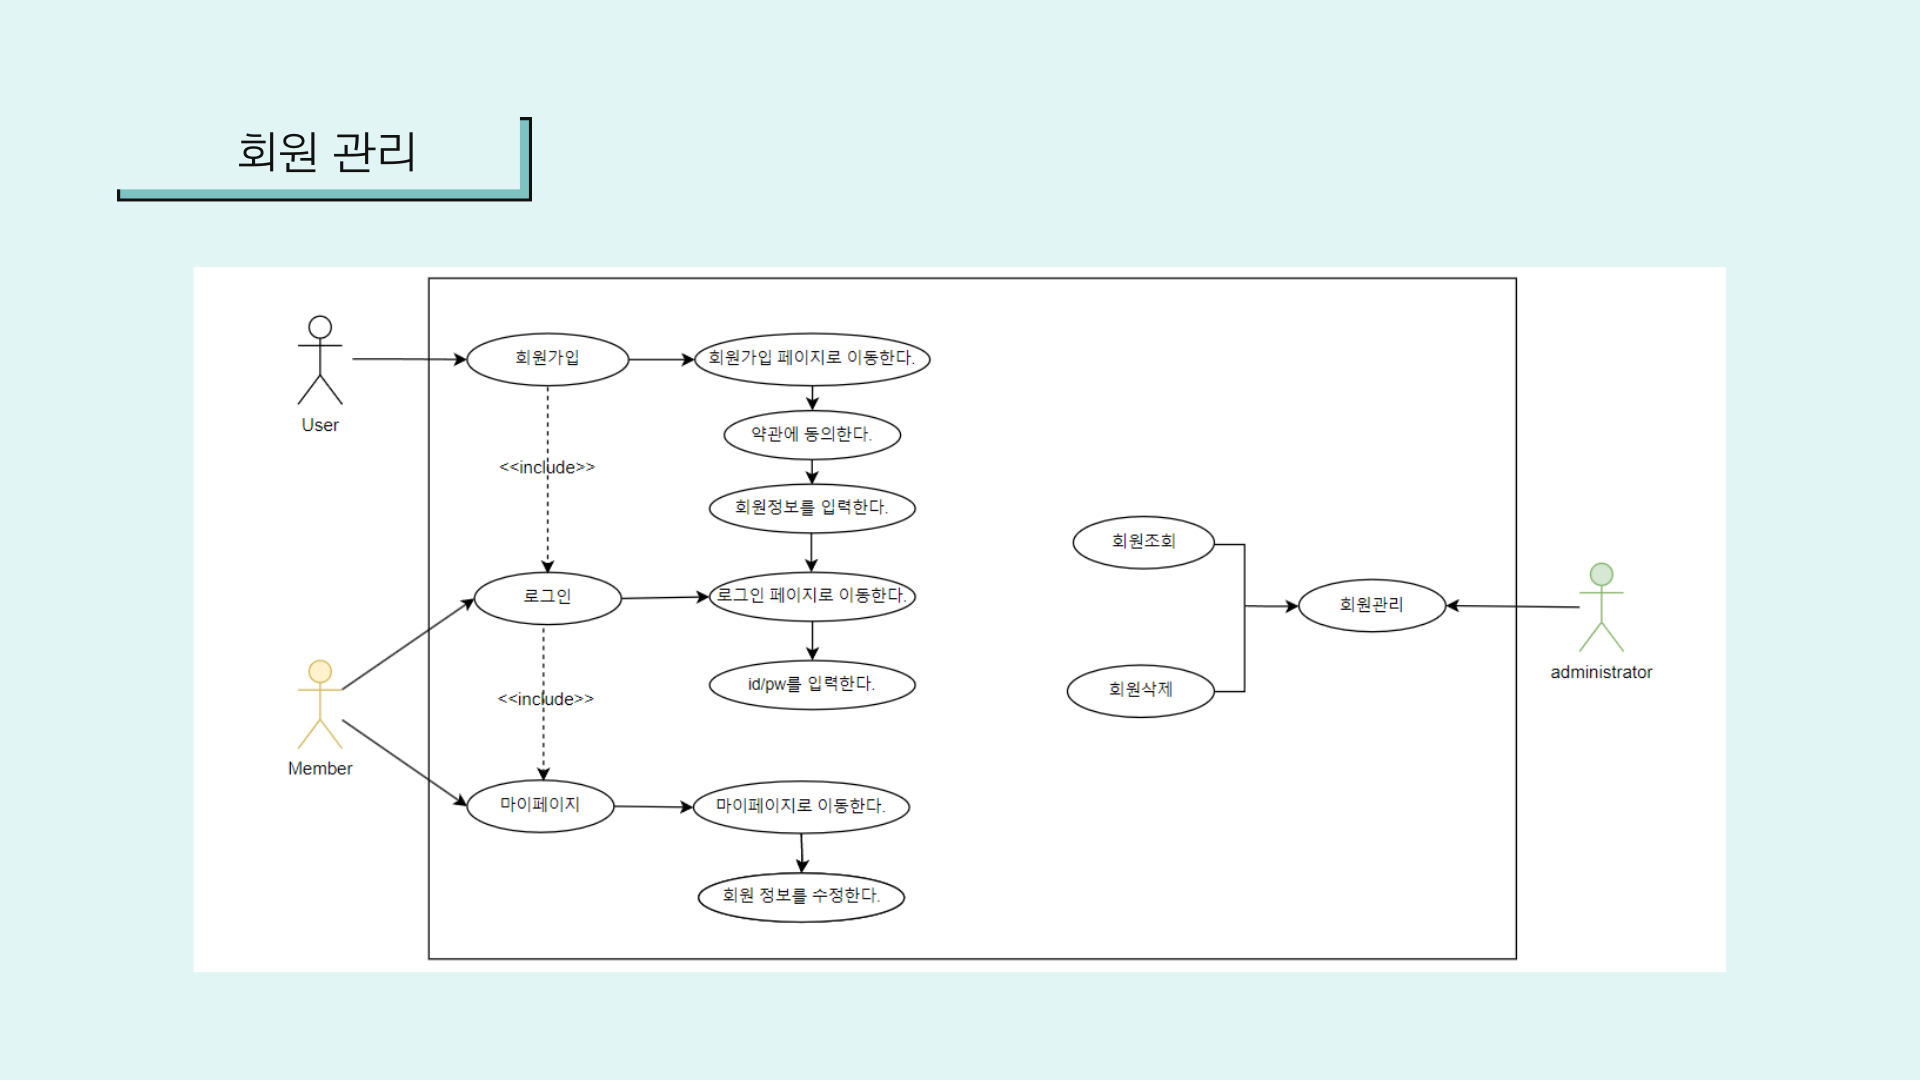 회원 관리
User
회원가입
회원가입 페이지로 이동한다.
약관에 동의한다.
<<include>>
회원정보를 입력한다.
로그인
로그인 페이지로 이동한다.
id/pw를 입력한다.
<<include>>
Member
마이페이지
마이페이지로 이동한다.
회원 정보를 수정한다.
회원조회
회원관리
회원삭제
administrator